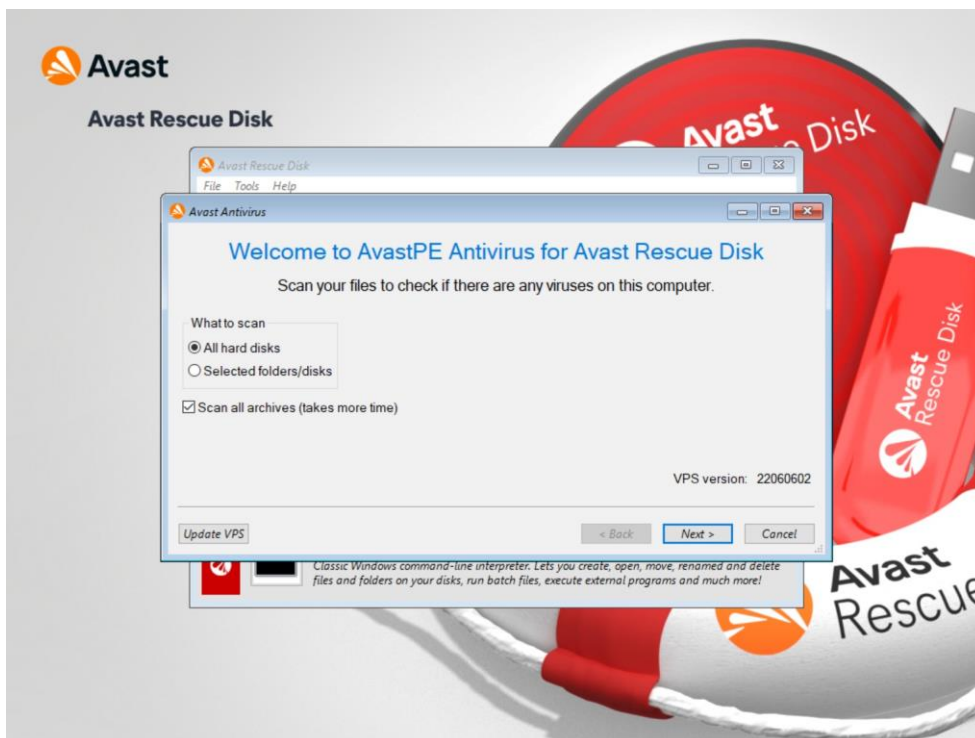 Avast
Avast Rescue Disk
Avast
Disk
Avast Rescue Disk
File Tools Help
Avast Antivirus
Welcome to AvastPE Antivirus for Avast Rescue Disk
Scan your files to check if there are any viruses on this computer.
What to scan
All hard disks
Selected folders/disks
Scan all archives (takes more time)
VPS version: 22060602
Update VPS
< Back
Next >
Cancel
Classic Windows command-line interpreter. Lets you create, open, move, renamed and delete
files and folders on your disks, run batch files, execute external programs and much more!
Avast
Rescue Disk
Avast
Rescue